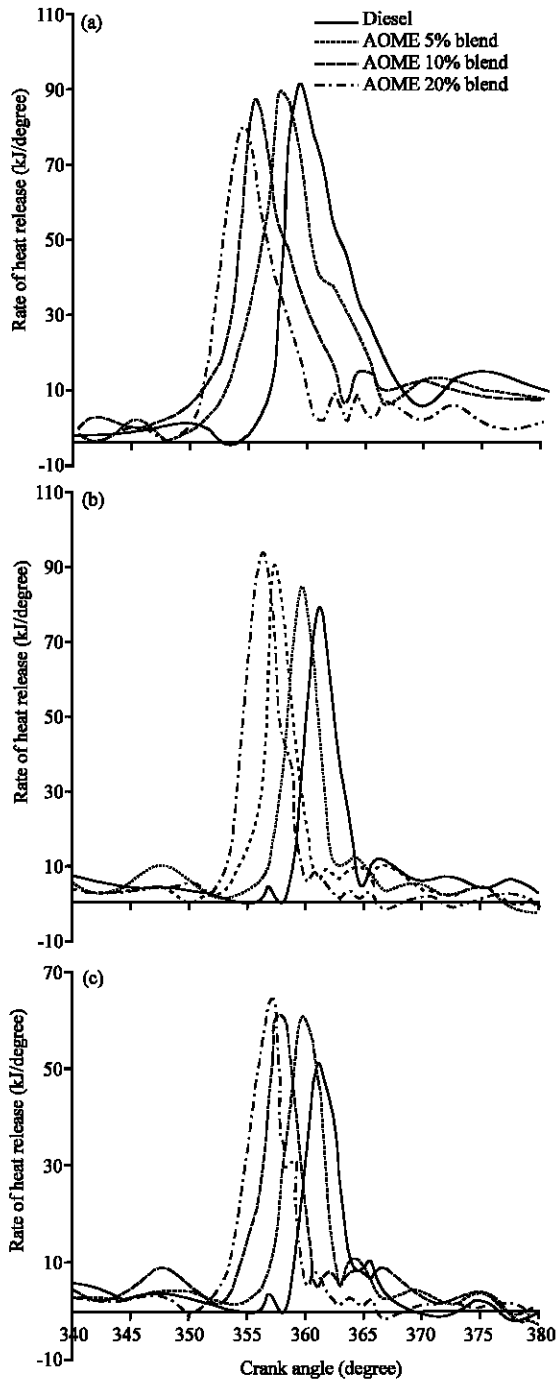 (a)
Diesel
AOME 5% blend
AOME 10% blend
AOME 20% blend
110
90
70
50
30
10
-10
Rate of heat release (kJ/degree)
(b)
110
90
70
50
30
10
-10
Rate of heat release (kJ/degree)
(c)
70
50
30
10
-10
Rate of heat release (kJ/degree)
340 345 350 355 360 365 370 375 380
Crank angle (degree)